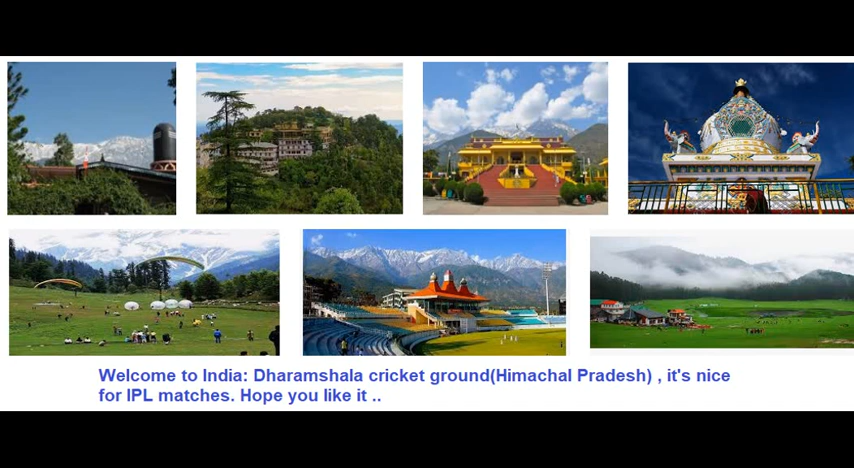 Welcome to India: Dharamshala cricket ground(Himachal Pradesh) , it's nice
for IPL matches. Hope you like it ..